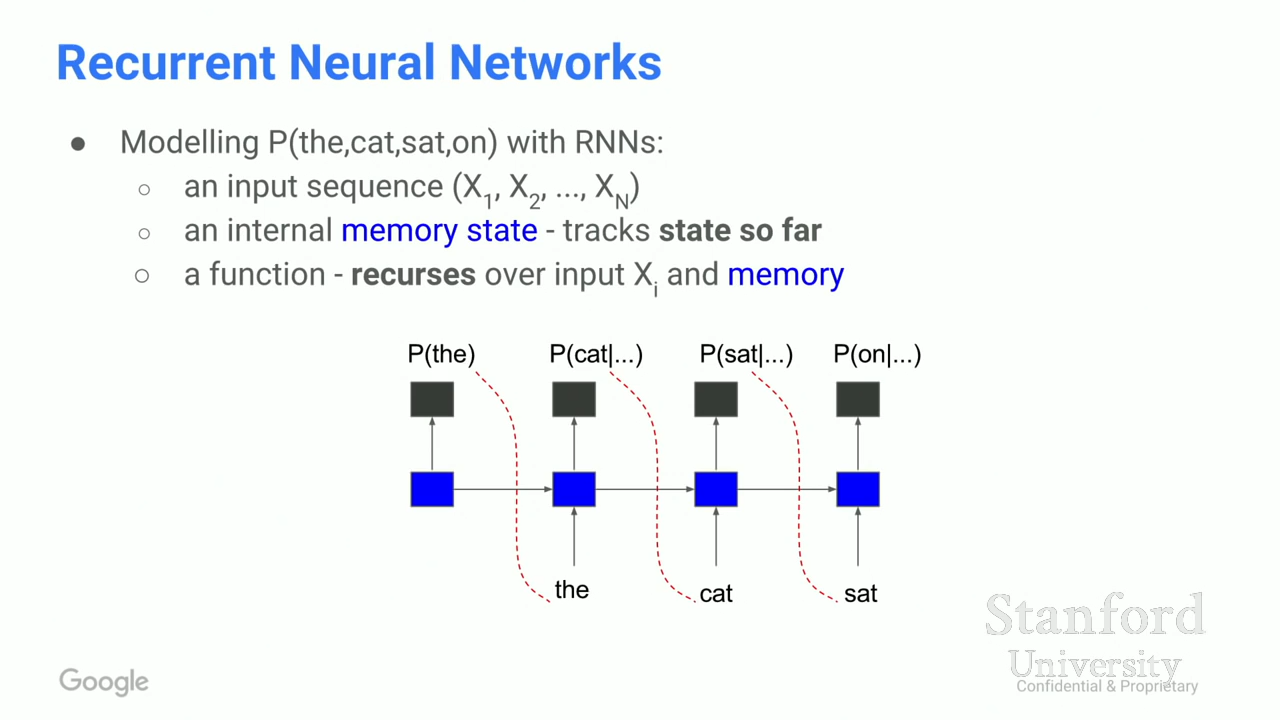 Recurrent Neural Networks
● Modelling P(the,cat,sat,on) with RNNs:
○ an input sequence (X₁, X₂, ..., X_N)
○ an internal memory state - tracks state so far
○ a function - recurses over input Xᵢ and memory
P(the) P(cat|...) P(sat|...) P(on|...)
the cat sat
Stanford
University
Google
Confidential & Proprietary